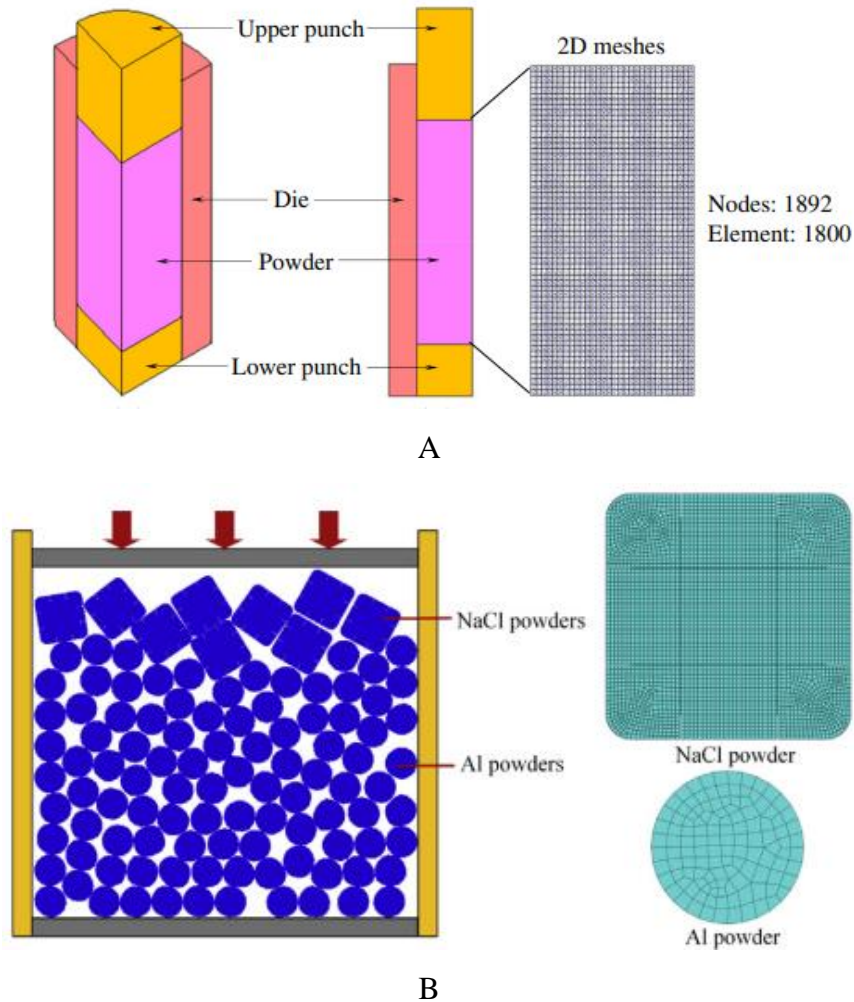 Upper punch
2D meshes
Die
Nodes: 1892
Element: 1800
Powder
Lower punch
A
NaCl powders
Al powders
NaCl powder
Al powder
B